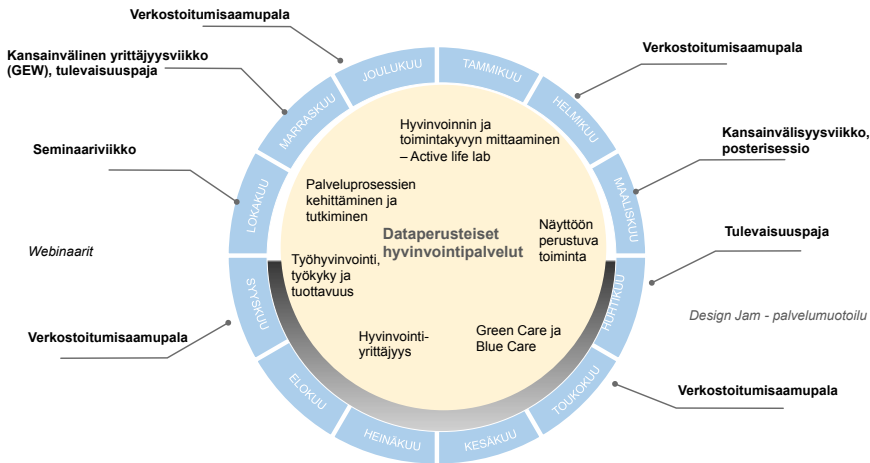 Verkostoitumisaamupala
Kansainvälinen yrittäjyysviikko
(GEW), tulevaisuuspaja
Seminaariviikko
Webinaarit
Verkostoitumisaamupala
JOULUKUU
TAMMIKUU
HELMIKUU
MAALISKUU
HUHTIKUU
TOUKOKUU
KESÄKUU
HEINÄKUU
ELOKUU
SYYSKUU
LOKAKUU
MARRASKUU
Hyvinvoinnin ja
toimintakyvyn mittaaminen
– Active life lab
Palveluprosessien
kehittäminen ja
tutkiminen
Dataperusteiset
hyvinvointipalvelut
Näyttöön
perustuva
toiminta
Työhyvinvointi,
työkyky ja
tuottavuus
Hyvinvointi-
yrittäjyys
Green Care ja
Blue Care
Verkostoitumisaamupala
Kansainvälisyysviikko,
posterisessio
Tulevaisuuspaja
Design Jam - palvelumuotoilu
Verkostoitumisaamupala